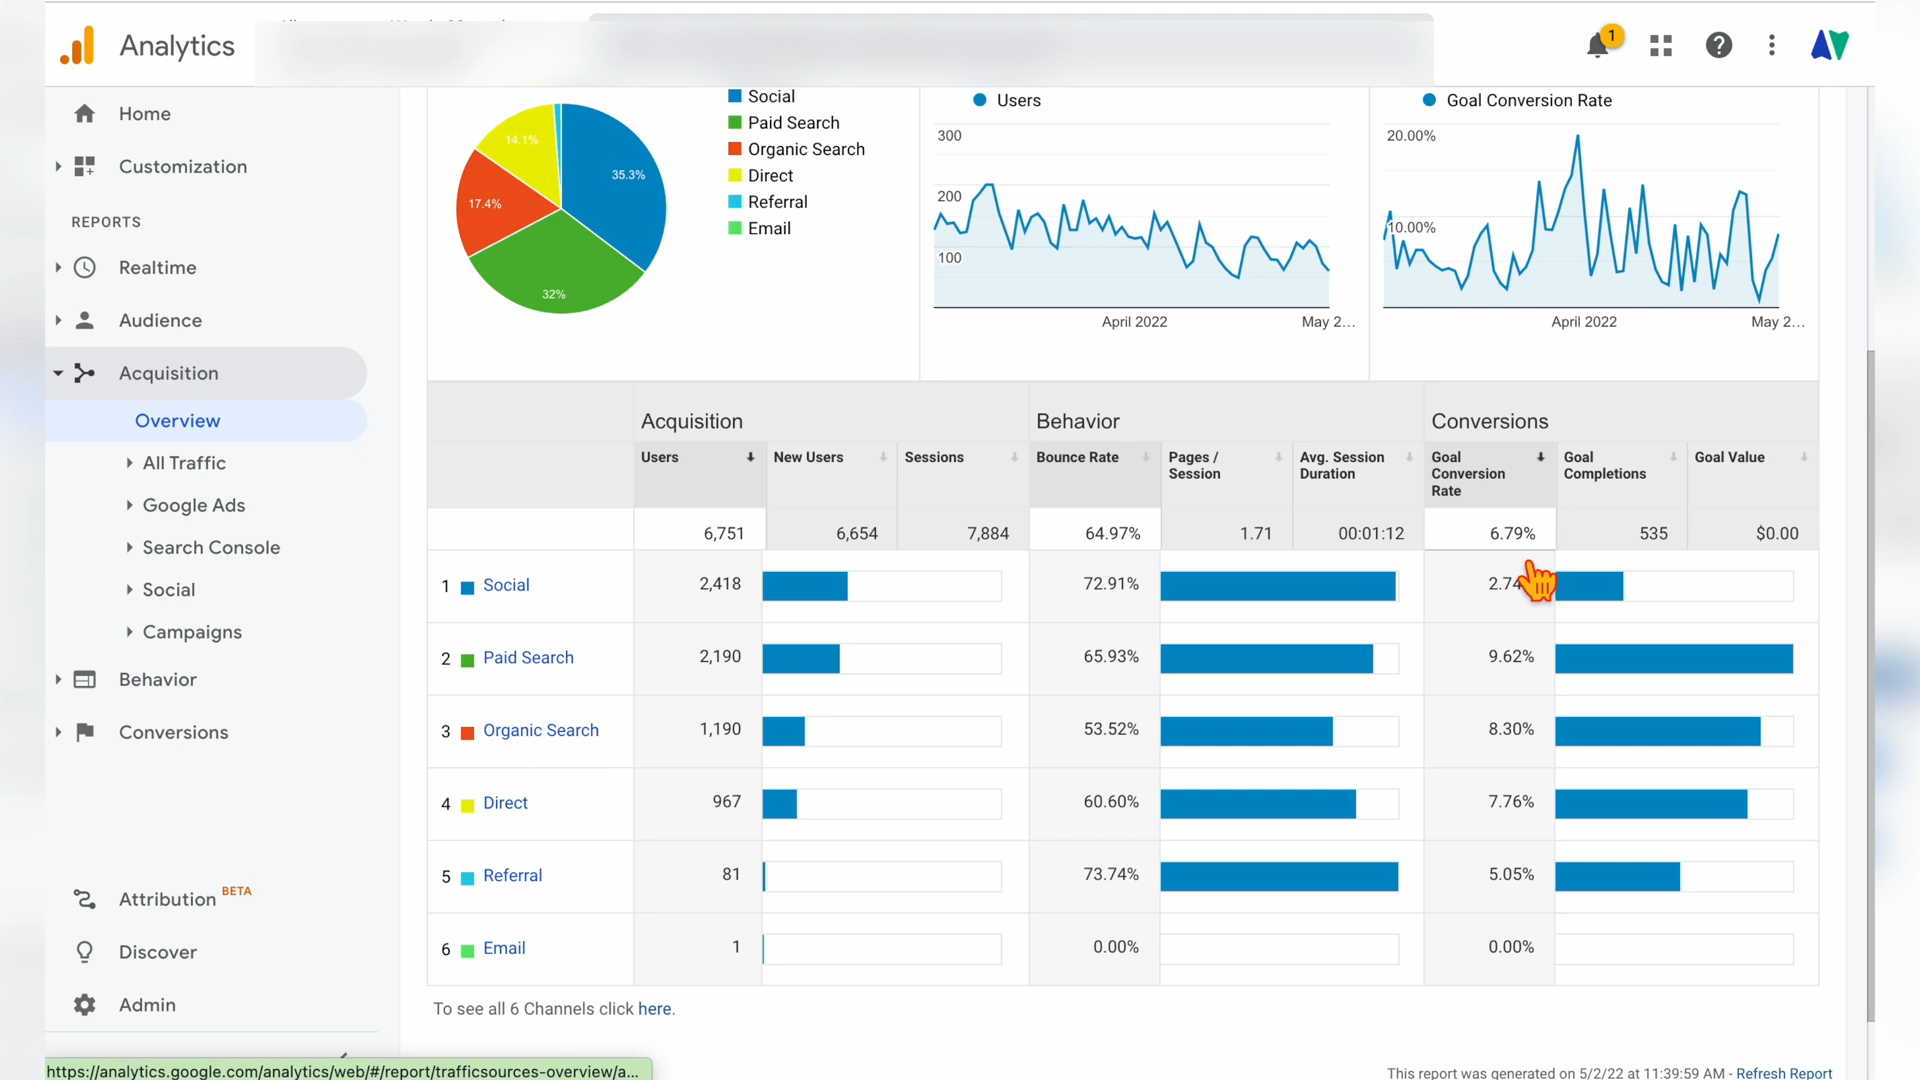 Analytics
1
Home
Customization
REPORTS
Realtime
Audience
Acquisition
Overview
All Traffic
Google Ads
Search Console
Social
Campaigns
Behavior
Conversions
Attribution BETA
Discover
Admin
https://analytics.google.com/analytics/web/#/report/trafficsources-overview/a...
35.3%
32%
17.4%
14.1%
Social
Paid Search
Organic Search
Direct
Referral
Email
Users
300
200
100
April 2022
May 2...
Goal Conversion Rate
20.00%
10.00%
April 2022
May 2...
Acquisition Behavior Conversions
Users New Users Sessions Bounce Rate Pages / Session Avg. Session Duration Goal Conversion Rate Goal Completions Goal Value
6,751 6,654 7,884 64.97% 1.71 00:01:12 6.79% 535 $0.00
1 Social 2,418 72.91%
2 Paid Search 2,190 65.93% 9.62%
3 Organic Search 1,190 53.52% 8.30%
4 Direct 967 60.60% 7.76%
5 Referral 81 73.74% 5.05%
6 Email 1 0.00% 0.00%
To see all 6 Channels click here.
This report was generated on 5/2/22 at 11:39:59 AM - Refresh Report